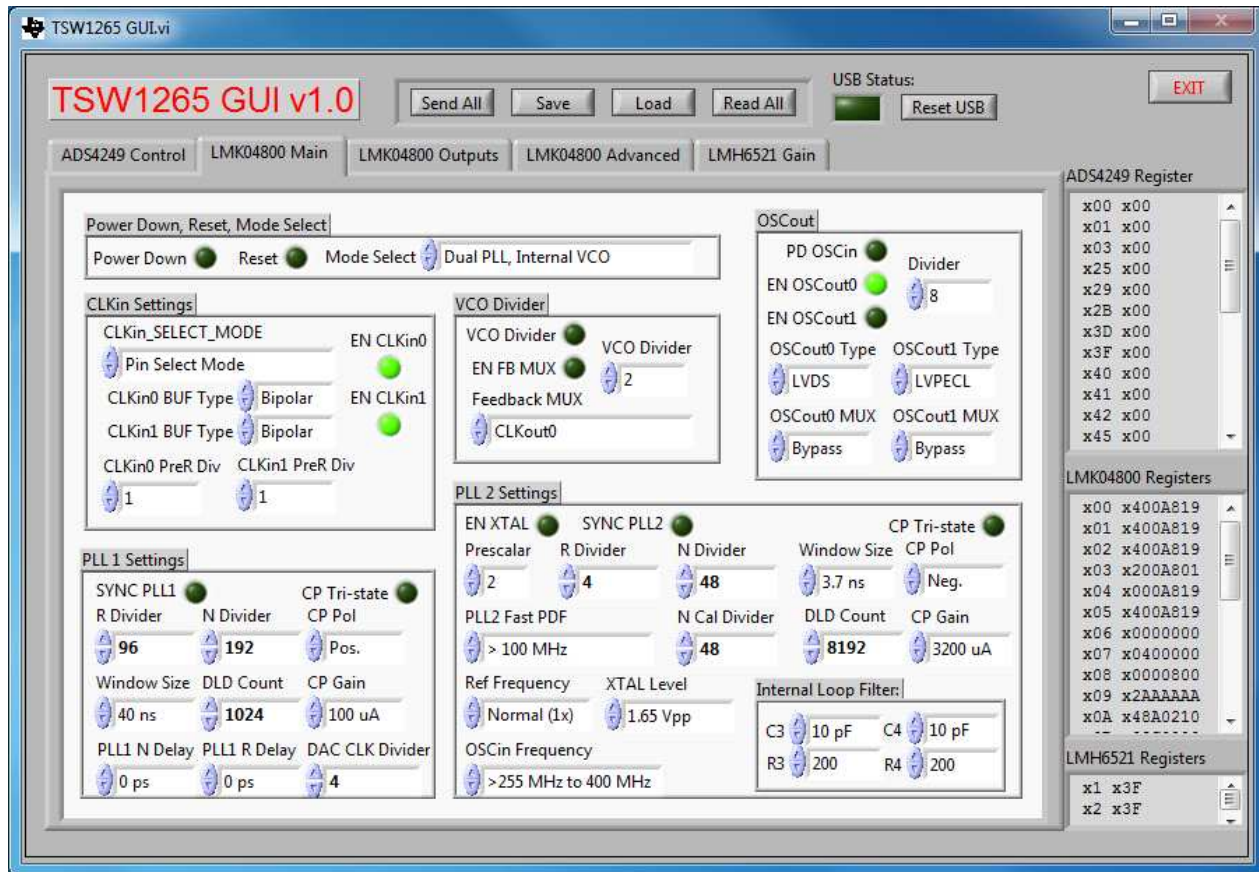 TSW1265 GUI.vi
TSW1265 GUI v1.0
Send All Save Load Read All
USB Status:
Reset USB
EXIT
ADS4249 Control LMK04800 Main LMK04800 Outputs LMK04800 Advanced LMH6521 Gain
Power Down, Reset, Mode Select
Power Down Reset Mode Select Dual PLL, Internal VCO
CLKin Settings
CLKin_SELECT_MODE EN CLKin0
Pin Select Mode
CLKin0 BUF Type Bipolar EN CLKin1
CLKin1 BUF Type Bipolar
CLKin0 PreR Div CLKin1 PreR Div
1 1
VCO Divider
VCO Divider VCO Divider
EN FB MUX 2
Feedback MUX
CLKout0
OSCout
PD OSCin Divider
EN OSCout0 8
EN OSCout1
OSCout0 Type OSCout1 Type
LVDS LVPECL
OSCout0 MUX OSCout1 MUX
Bypass Bypass
PLL 1 Settings
SYNC PLL1 CP Tri-state
R Divider N Divider CP Pol
96 192 Pos.
Window Size DLD Count CP Gain
40 ns 1024 100 uA
PLL1 N Delay PLL1 R Delay DAC CLK Divider
0 ps 0 ps 4
PLL 2 Settings
EN XTAL SYNC PLL2 CP Tri-state
Prescalar R Divider N Divider Window Size CP Pol
2 4 48 3.7 ns Neg.
PLL2 Fast PDF N Cal Divider DLD Count CP Gain
> 100 MHz 48 8192 3200 uA
Ref Frequency XTAL Level
Normal (1x) 1.65 Vpp
OSCin Frequency
>255 MHz to 400 MHz
Internal Loop Filter:
C3 10 pF C4 10 pF
R3 200 R4 200
ADS4249 Register
x00 x00
x01 x00
x03 x00
x25 x00
x29 x00
x2B x00
x3D x00
x3F x00
x40 x00
x41 x00
x42 x00
x45 x00
LMK04800 Registers
x00 x400A819
x01 x400A819
x02 x400A819
x03 x200A801
x04 x000A819
x05 x400A819
x06 x0000000
x07 x0400000
x08 x0000800
x09 x2AAAAAA
x0A x48A0210
LMH6521 Registers
x1 x3F
x2 x3F